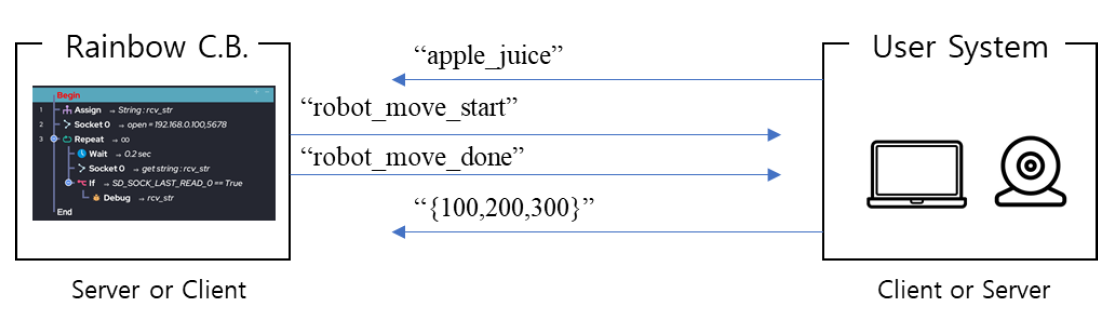 Rainbow C.B.
Begin
1 Assign → String : rcv_str
2 Socket 0 → open = 192.168.0.100,5678
3 Repeat → ∞
Wait → 0.2 sec
Socket 0 → get string : rcv_str
If → SD_SOCK_LAST_READ_0 == True
Debug → rcv_str
End
Server or Client
“apple_juice”
“robot_move_start”
“robot_move_done”
“{100,200,300}”
User System
Client or Server